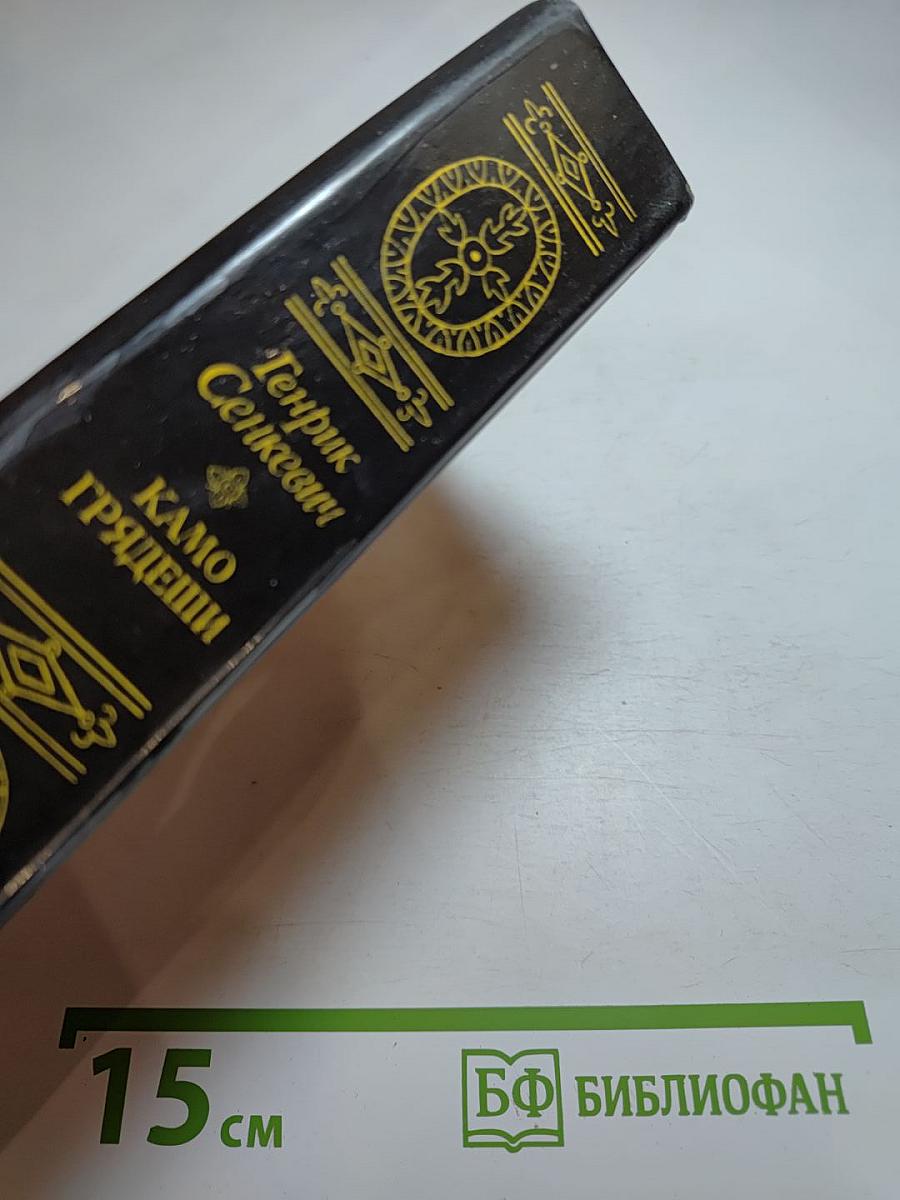 Генрик
Сенкевич
КАМО
ГРЯДЕШИ
15 см
БФ БИБЛИОФАН